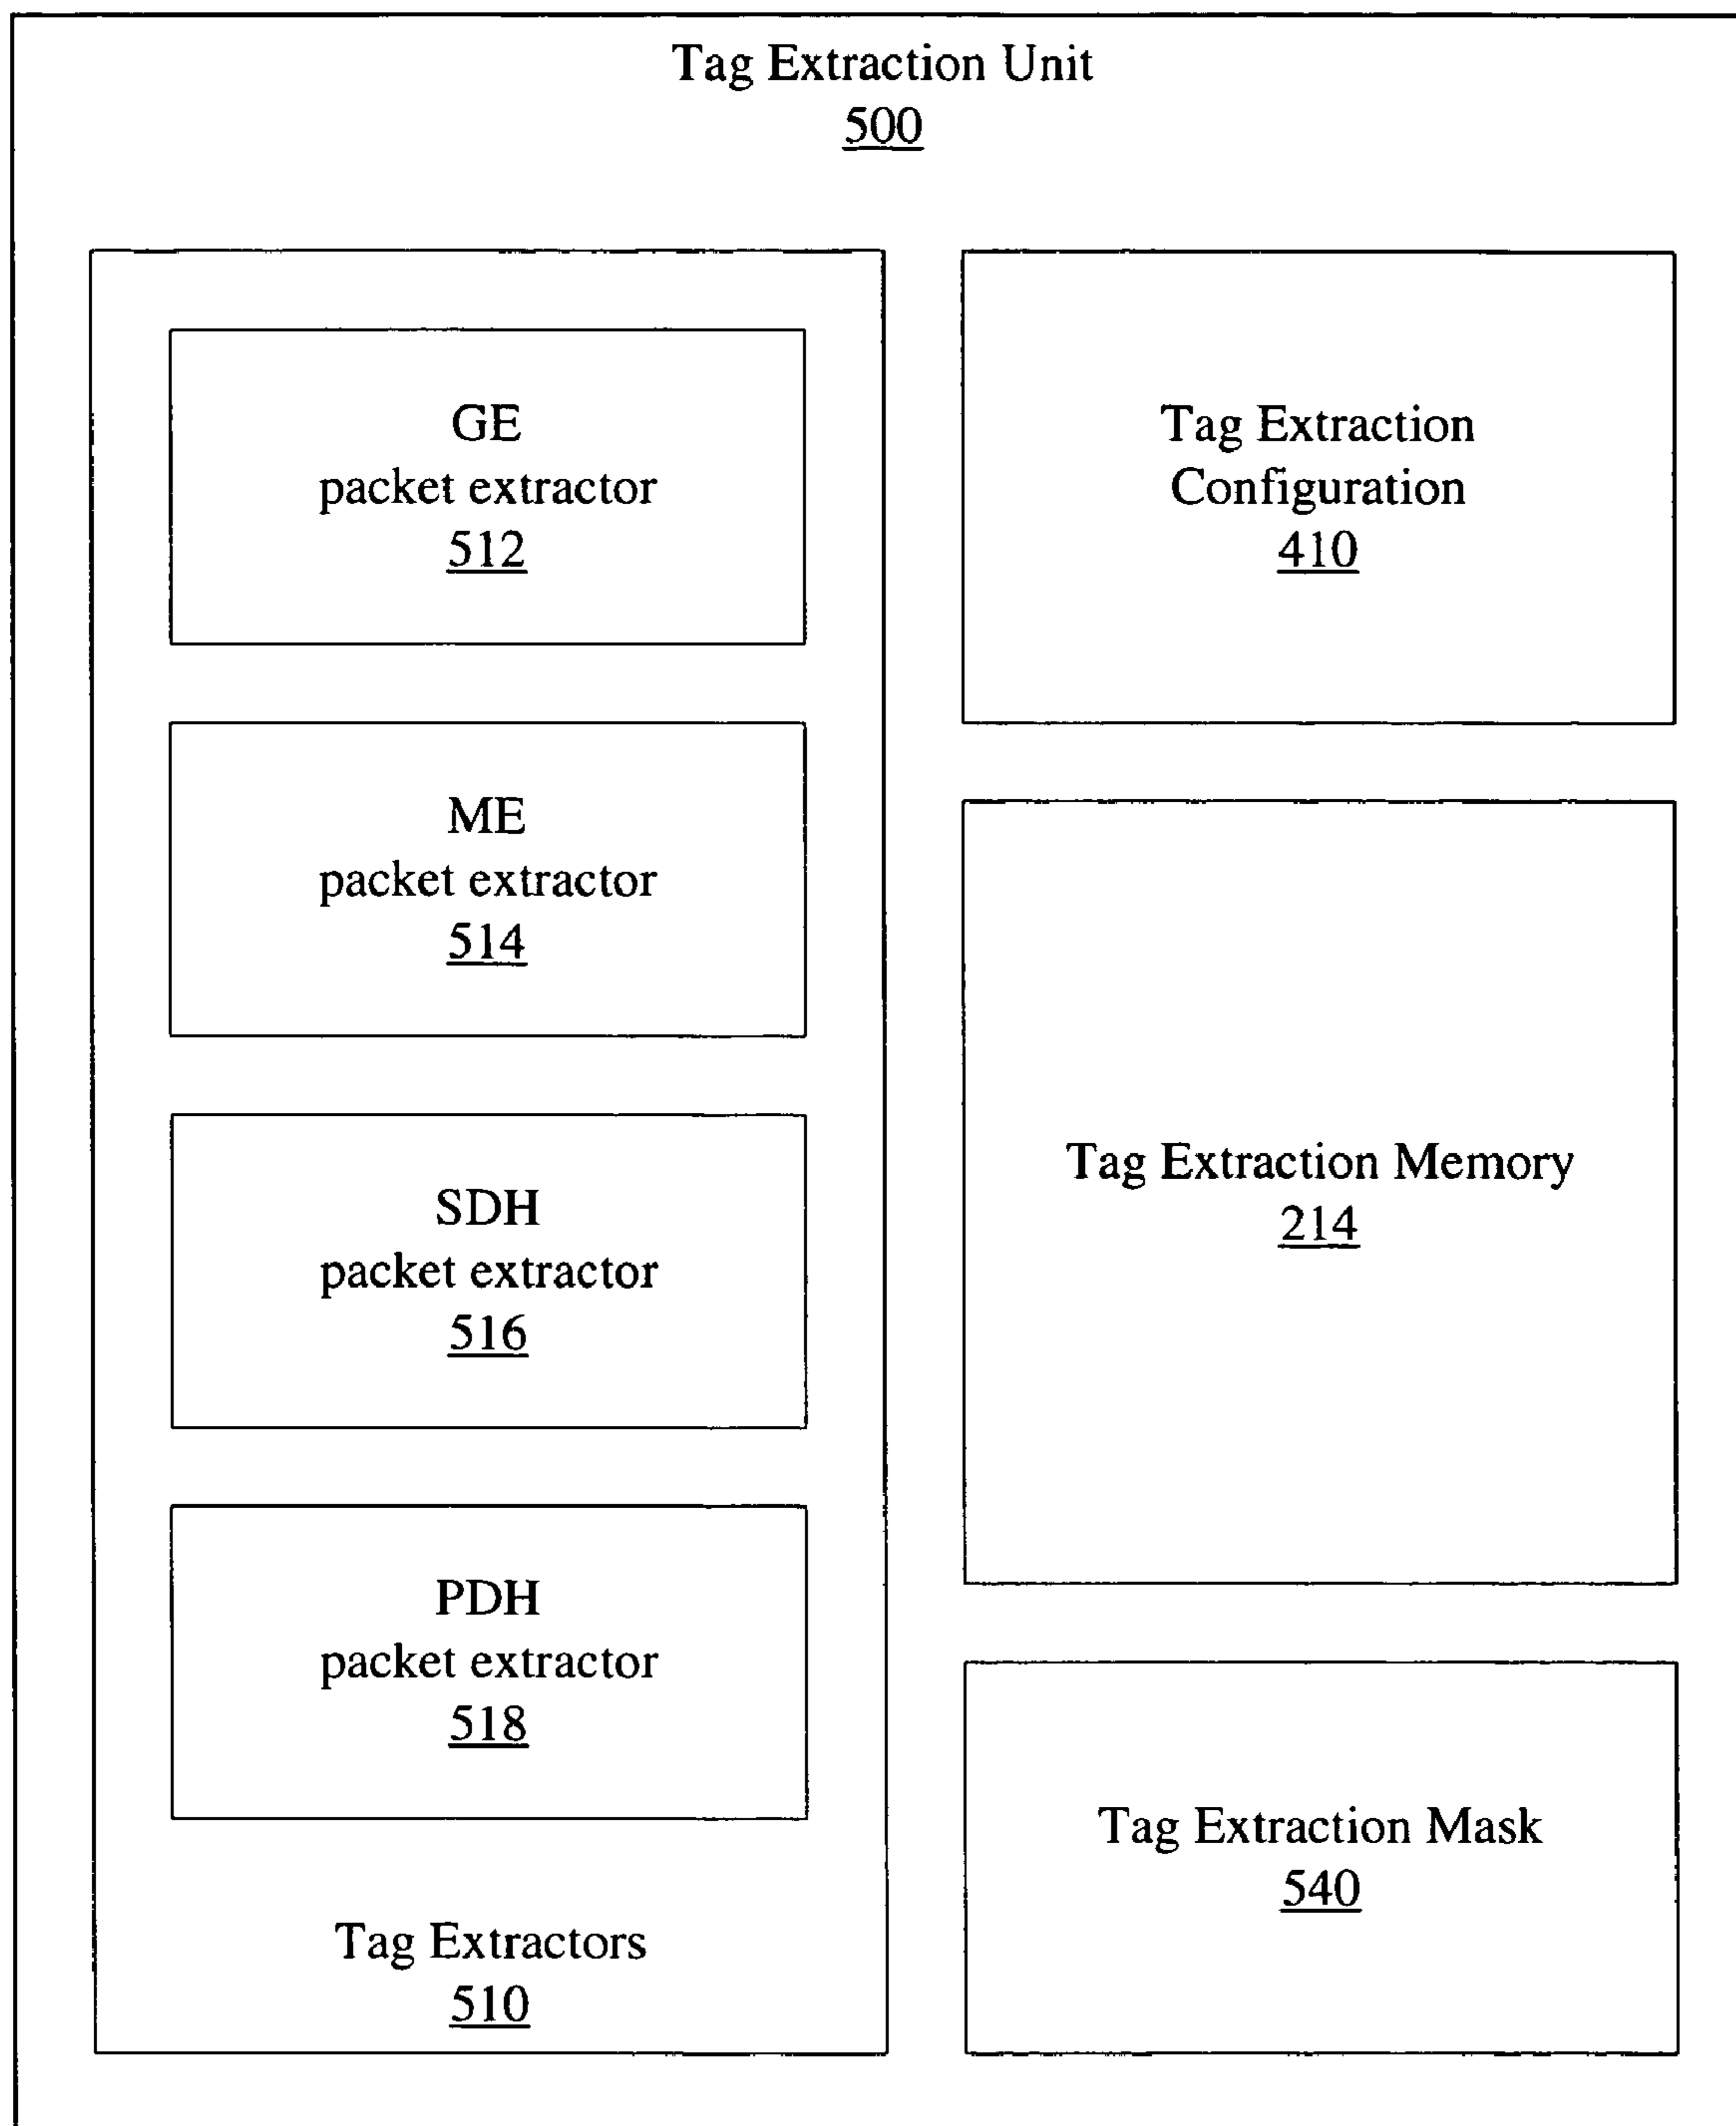 Tag Extraction Unit
500
GE
packet extractor
512
ME
packet extractor
514
SDH
packet extractor
516
PDH
packet extractor
518
Tag Extractors
510
Tag Extraction
Configuration
410
Tag Extraction Memory
214
Tag Extraction Mask
540